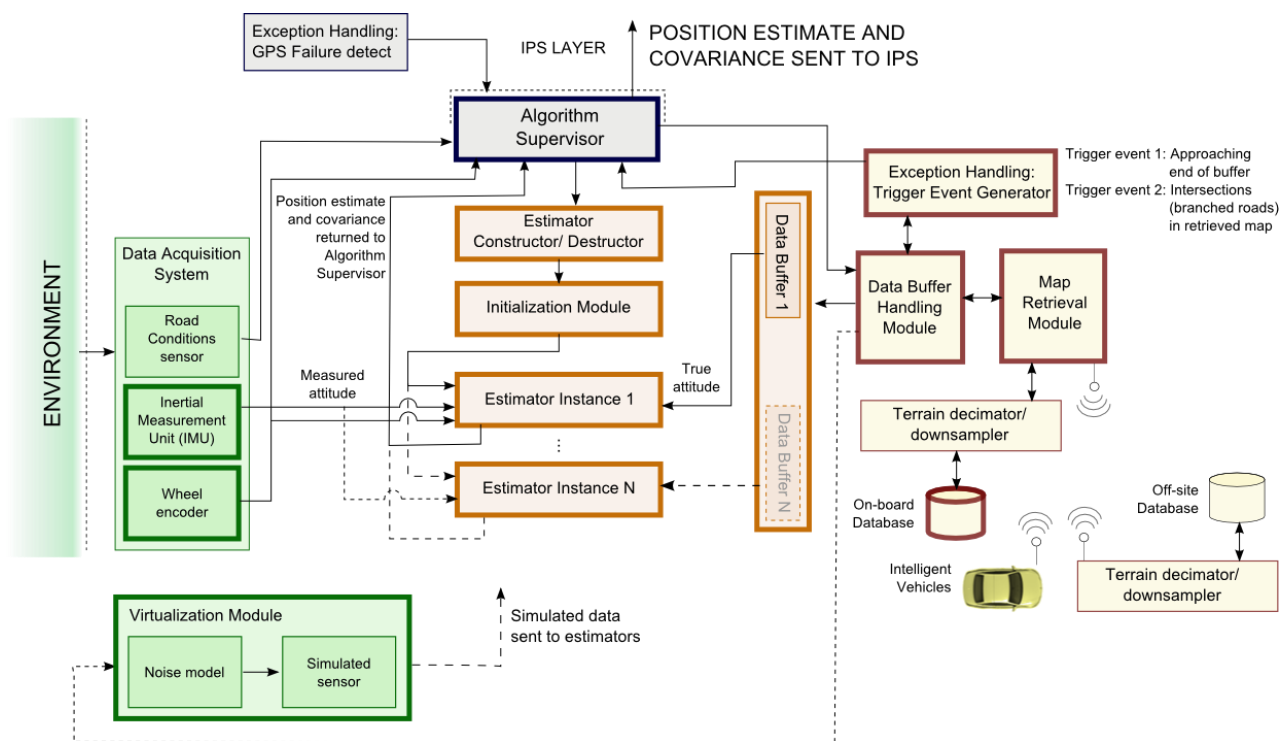 Exception Handling:
GPS Failure detect
IPS LAYER
POSITION ESTIMATE AND
COVARIANCE SENT TO IPS
Algorithm
Supervisor
Exception Handling:
Trigger Event Generator
Trigger event 1: Approaching
end of buffer
Trigger event 2: Intersections
(branched roads)
in retrieved map
Position estimate
and covariance
returned to
Algorithm
Supervisor
Estimator
Constructor/ Destructor
Initialization Module
Data Buffer 1
Data Buffer
Handling
Module
Map
Retrieval
Module
ENVIRONMENT
Data Acquisition
System
Road
Conditions
sensor
Inertial
Measurement
Unit (IMU)
Wheel
encoder
Measured
attitude
Estimator Instance 1
True
attitude
...
Estimator Instance N
Data Buffer N
Terrain decimator/
downsampler
On-board
Database
Off-site
Database
Intelligent
Vehicles
Terrain decimator/
downsampler
Virtualization Module
Noise model
Simulated
sensor
Simulated data
sent to estimators